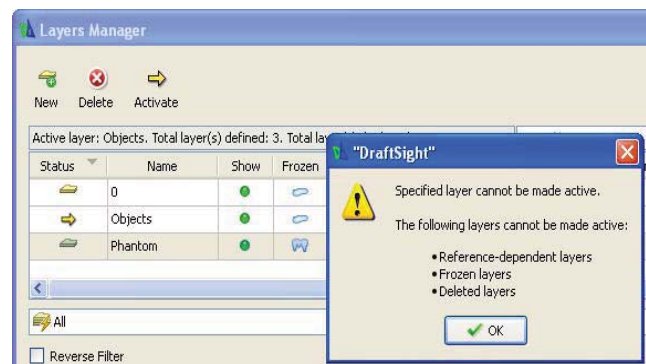 Layers Manager
New Delete Activate
Active layer: Objects. Total layer(s) defined: 3. Total
Status Name Show Frozen
0
Objects
Phantom
All
Reverse Filter
"DraftSight"
Specified layer cannot be made active.
The following layers cannot be made active:
•Reference-dependent layers
•Frozen layers
•Deleted layers
OK